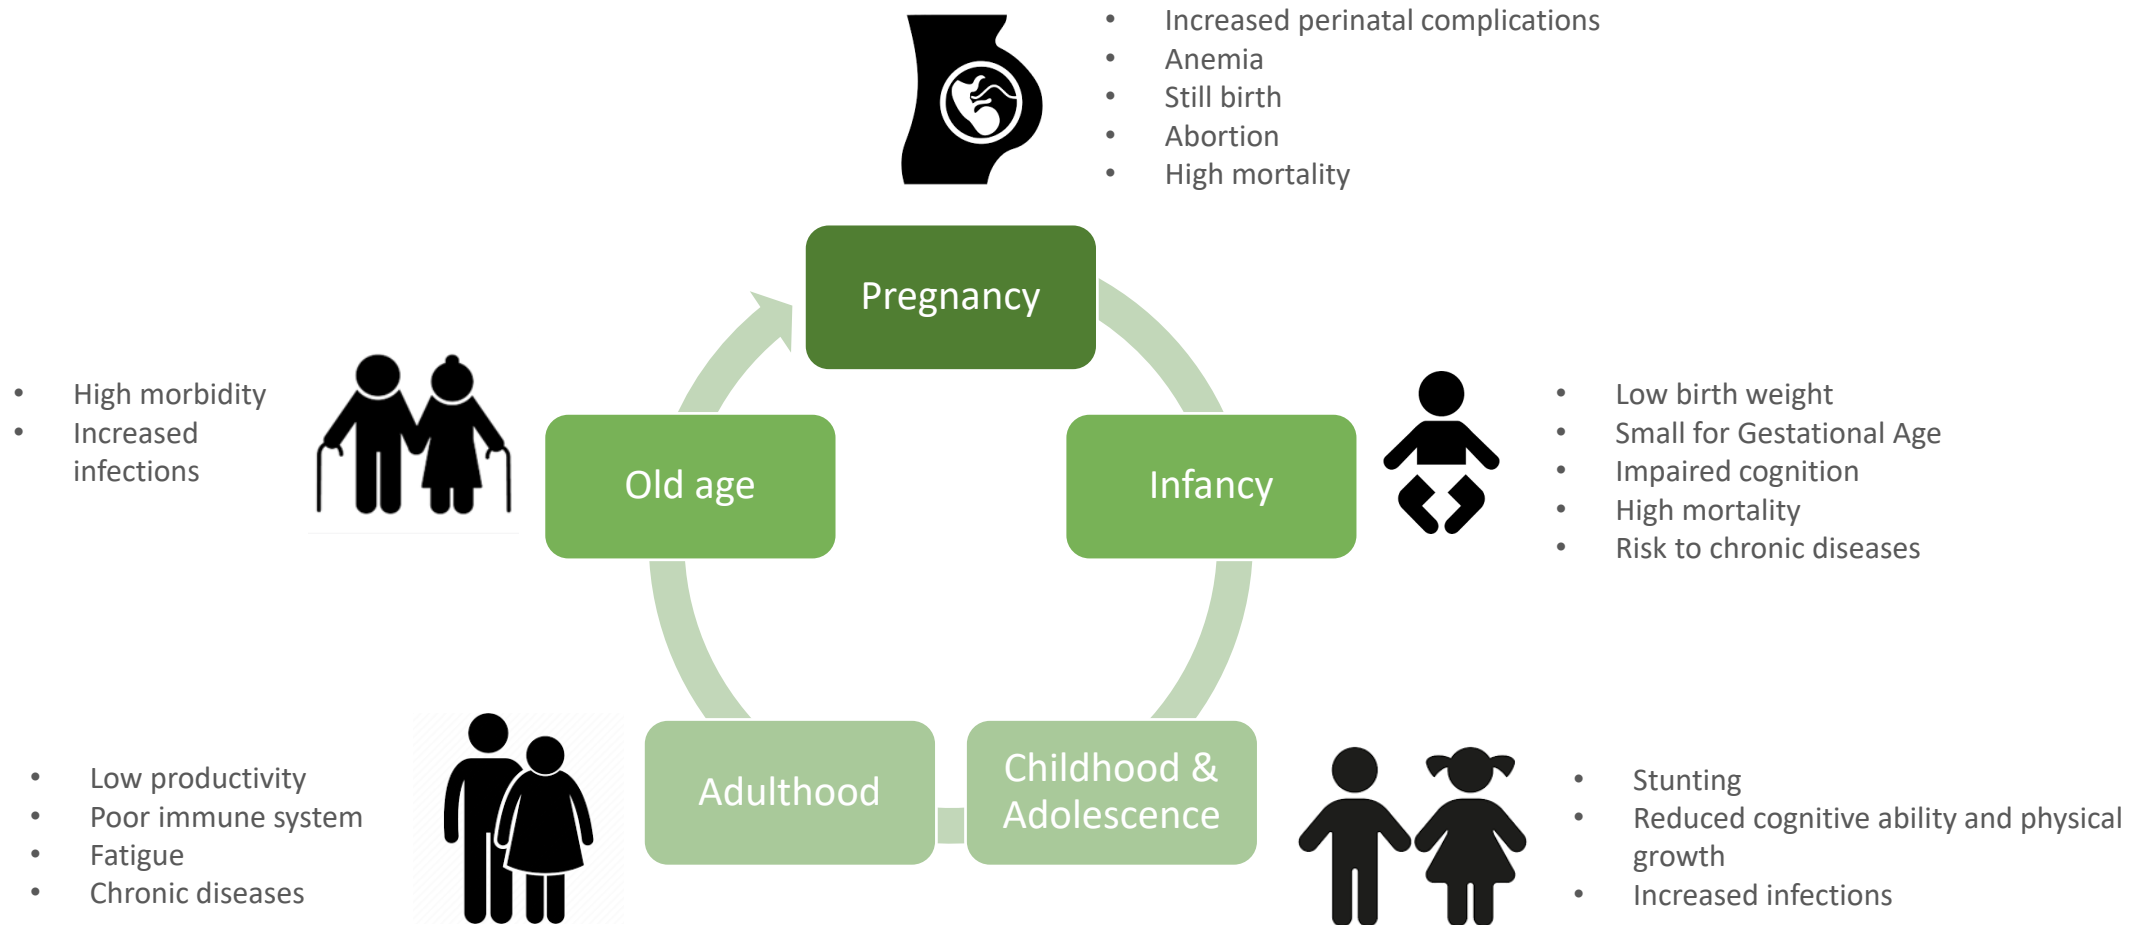 • Increased perinatal complications
• Anemia
• Still birth
• Abortion
• High mortality
Pregnancy
• High morbidity
• Increased
infections
Old age
Infancy
• Low birth weight
• Small for Gestational Age
• Impaired cognition
• High mortality
• Risk to chronic diseases
• Low productivity
• Poor immune system
• Fatigue
• Chronic diseases
Adulthood
Childhood &
Adolescence
• Stunting
• Reduced cognitive ability and physical
growth
• Increased infections